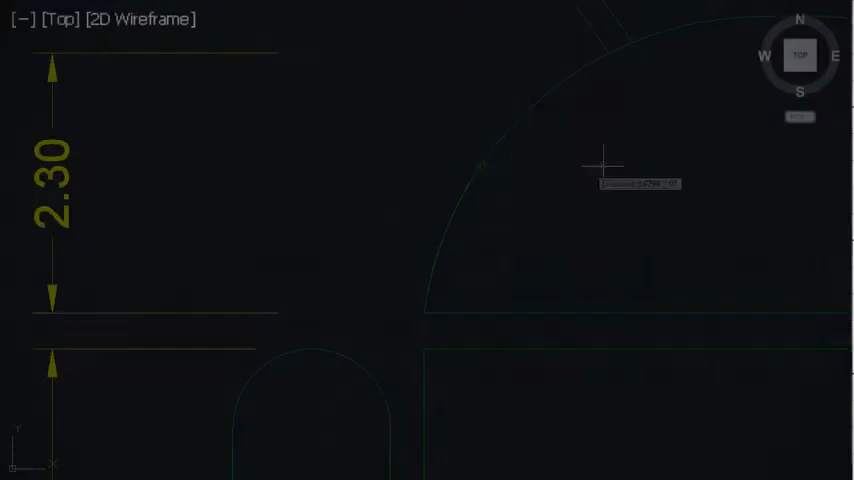 [−] [Top] [2D Wireframe]
N
W
TOP
E
S
2.30
Y
X